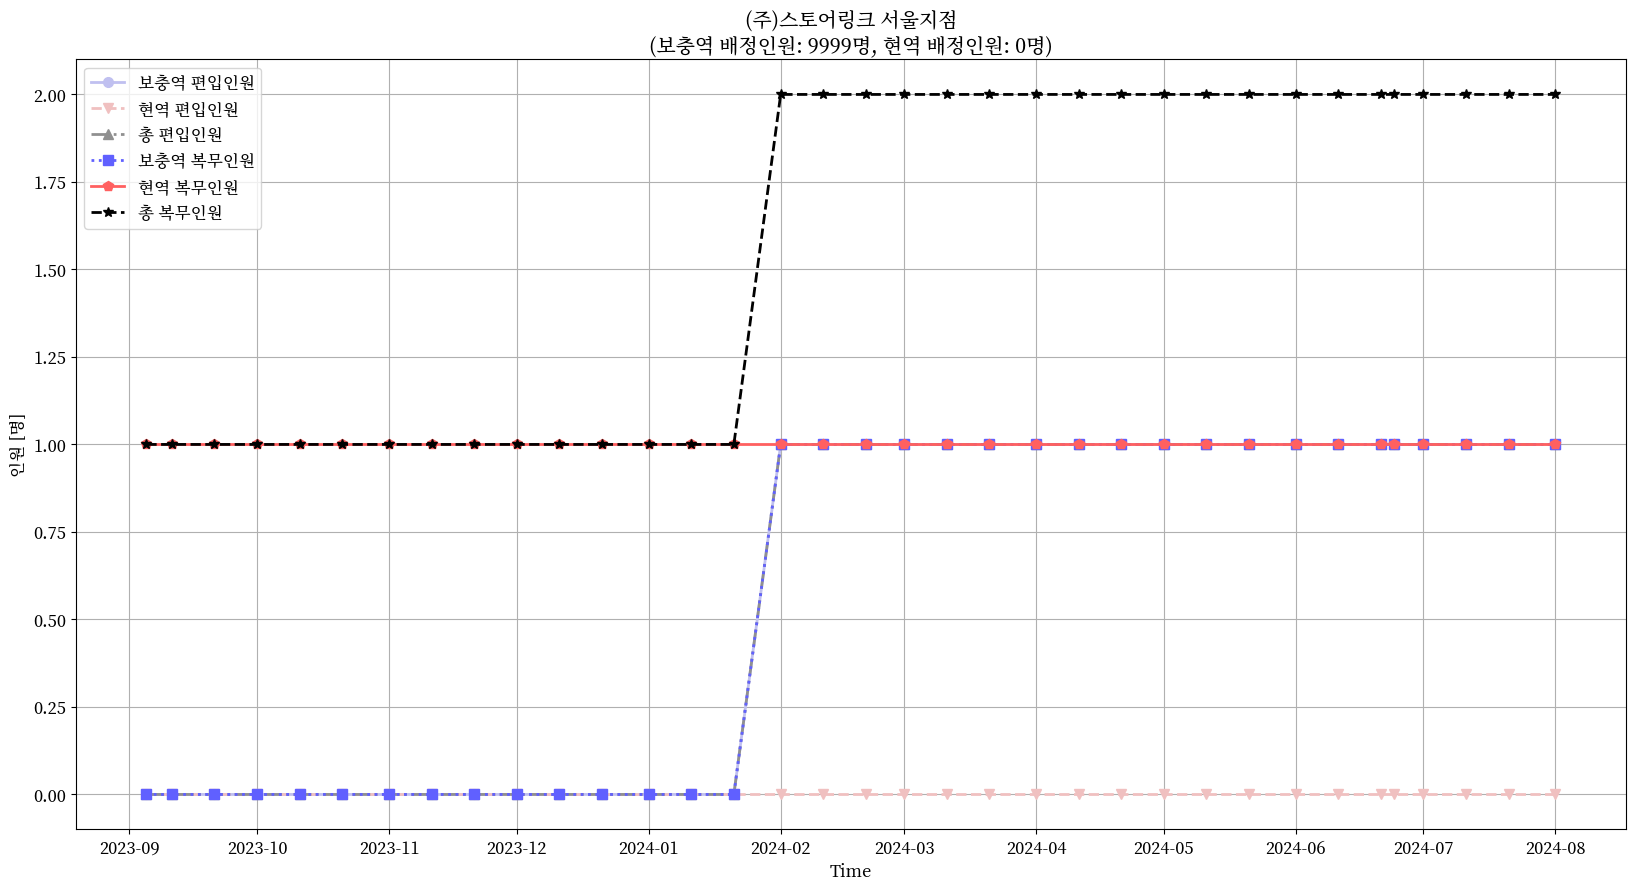 (주)스토어링크 서울지점
(보충역 배정인원: 9999명, 현역 배정인원: 0명)
보충역 편입인원
현역 편입인원
총 편입인원
보충역 복무인원
현역 복무인원
총 복무인원
2.00
1.75
1.50
1.25
1.00
0.75
0.50
0.25
0.00
인원 [명]
2023-09 2023-10 2023-11 2023-12 2024-01 2024-02 2024-03 2024-04 2024-05 2024-06 2024-07 2024-08
Time